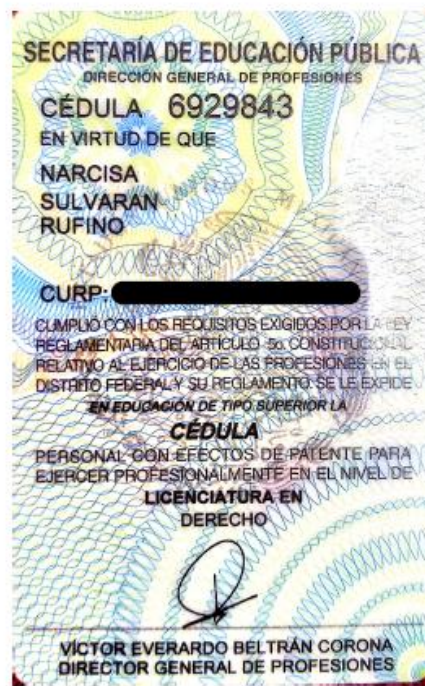 SECRETARÍA DE EDUCACIÓN PÚBLICA
DIRECCIÓN GENERAL DE PROFESIONES
CÉDULA 6929843
EN VIRTUD DE QUE
NARCISA
SULVARAN
RUFINO
CURP:
CUMPLIÓ CON LOS REQUISITOS EXIGIDOS POR LA LEY
REGLAMENTARIA DEL ARTÍCULO 5o. CONSTITUCIONAL
RELATIVO AL EJERCICIO DE LAS PROFESIONES EN EL
DISTRITO FEDERAL Y SU REGLAMENTO SE LE EXPIDE
EN EDUCACIÓN DE TIPO SUPERIOR LA
CÉDULA
PERSONAL CON EFECTOS DE PATENTE PARA
EJERCER PROFESIONALMENTE EN EL NIVEL DE
LICENCIATURA EN
DERECHO
VÍCTOR EVERARDO BELTRÁN CORONA
DIRECTOR GENERAL DE PROFESIONES